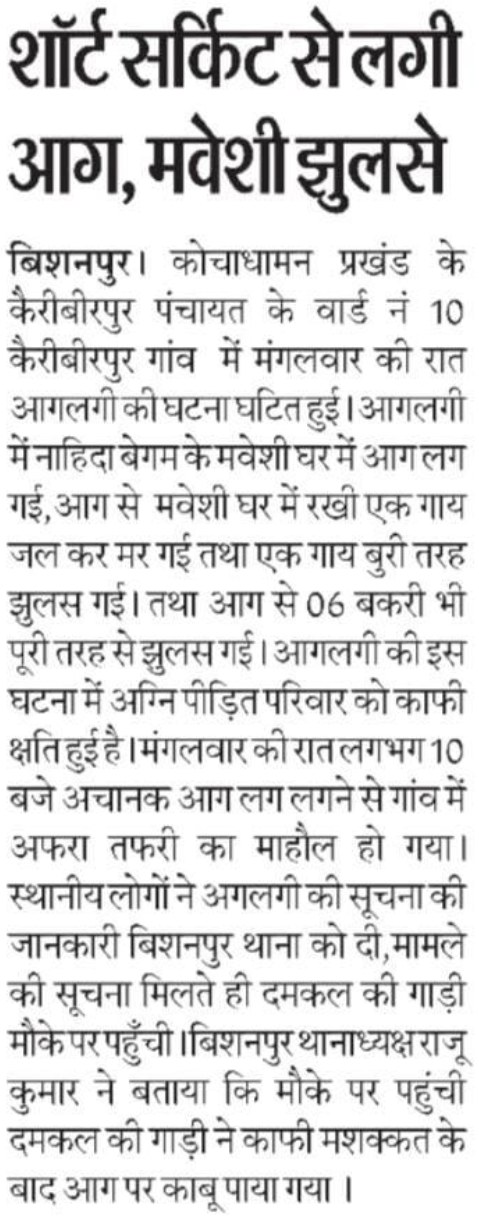 शॉर्ट सर्किट से लगी
आग, मवेशी झुलसे
बिशनपुर। कोचाधामन प्रखंड के
कैरीबीरपुर पंचायत के वार्ड नं 10
कैरीबीरपुर गांव में मंगलवार की रात
आगलगी की घटना घटित हुई। आगलगी
में नाहिदा बेगम के मवेशी घर में आग लग
गई, आग से मवेशी घर में रखी एक गाय
जल कर मर गई तथा एक गाय बुरी तरह
झुलस गई। तथा आग से 06 बकरी भी
पूरी तरह से झुलस गई। आगलगी की इस
घटना में अग्नि पीड़ित परिवार को काफी
क्षति हुई है। मंगलवार की रात लगभग 10
बजे अचानक आग लग लगने से गांव में
अफरा तफरी का माहौल हो गया।
स्थानीय लोगों ने अगलगी की सूचना की
जानकारी बिशनपुर थाना को दी, मामले
की सूचना मिलते ही दमकल की गाड़ी
मौके पर पहुँची। बिशनपुर थानाध्यक्ष राजू
कुमार ने बताया कि मौके पर पहुंची
दमकल की गाड़ी ने काफी मशक्कत के
बाद आग पर काबू पाया गया।